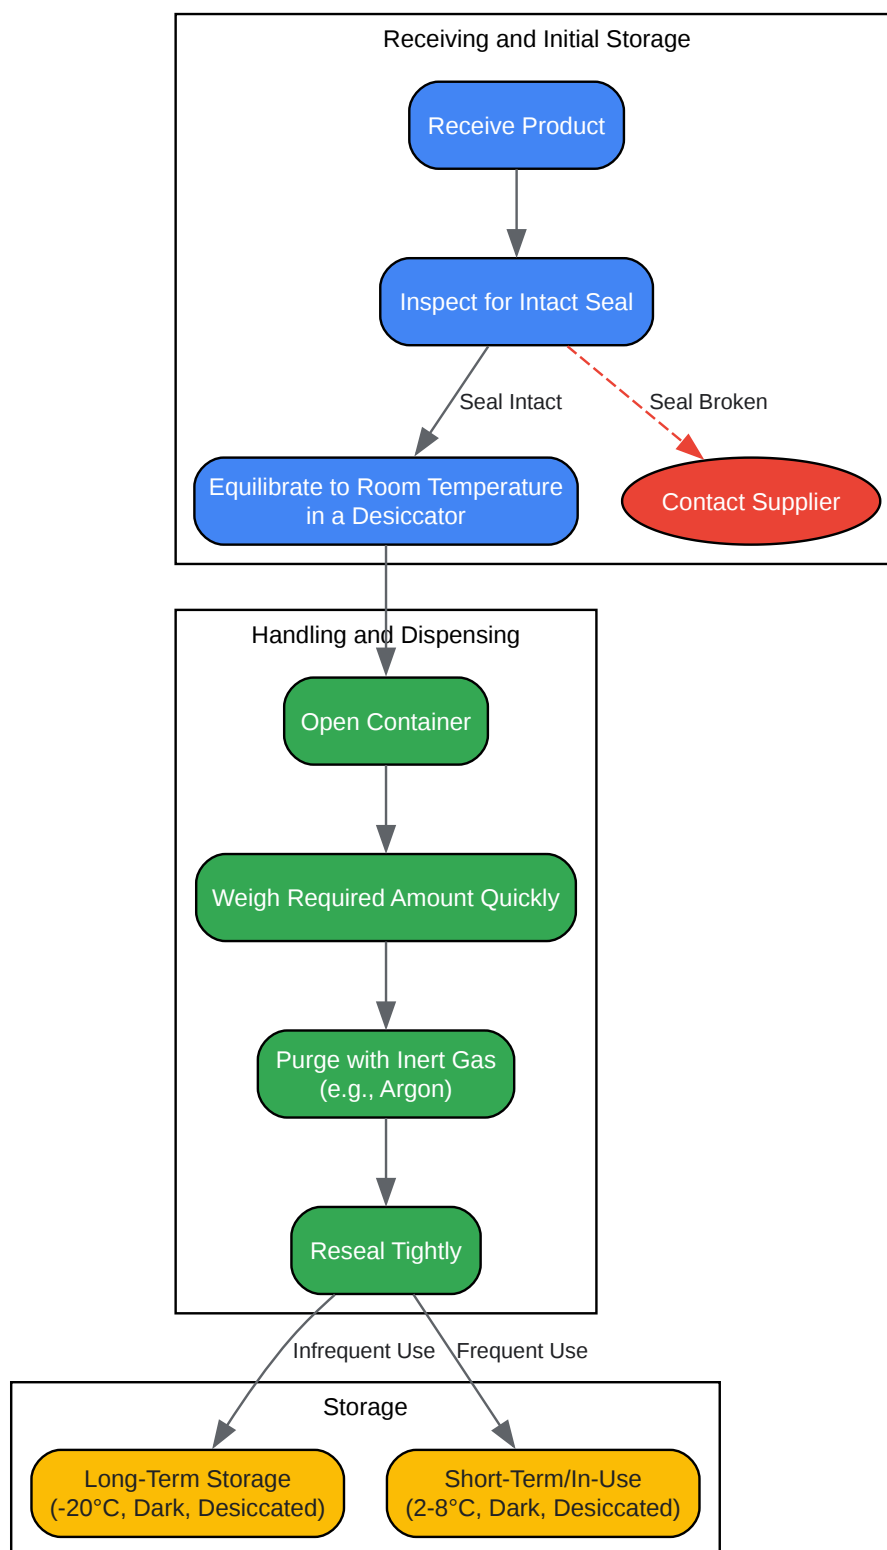 Receiving and Initial Storage
Receive Product
Inspect for Intact Seal
Seal Intact
Seal Broken
Equilibrate to Room Temperature
in a Desiccator
Contact Supplier
Handling and Dispensing
Open Container
Weigh Required Amount Quickly
Purge with Inert Gas
(e.g., Argon)
Reseal Tightly
Infrequent Use
Frequent Use
Storage
Long-Term Storage
(-20°C, Dark, Desiccated)
Short-Term/In-Use
(2-8°C, Dark, Desiccated)